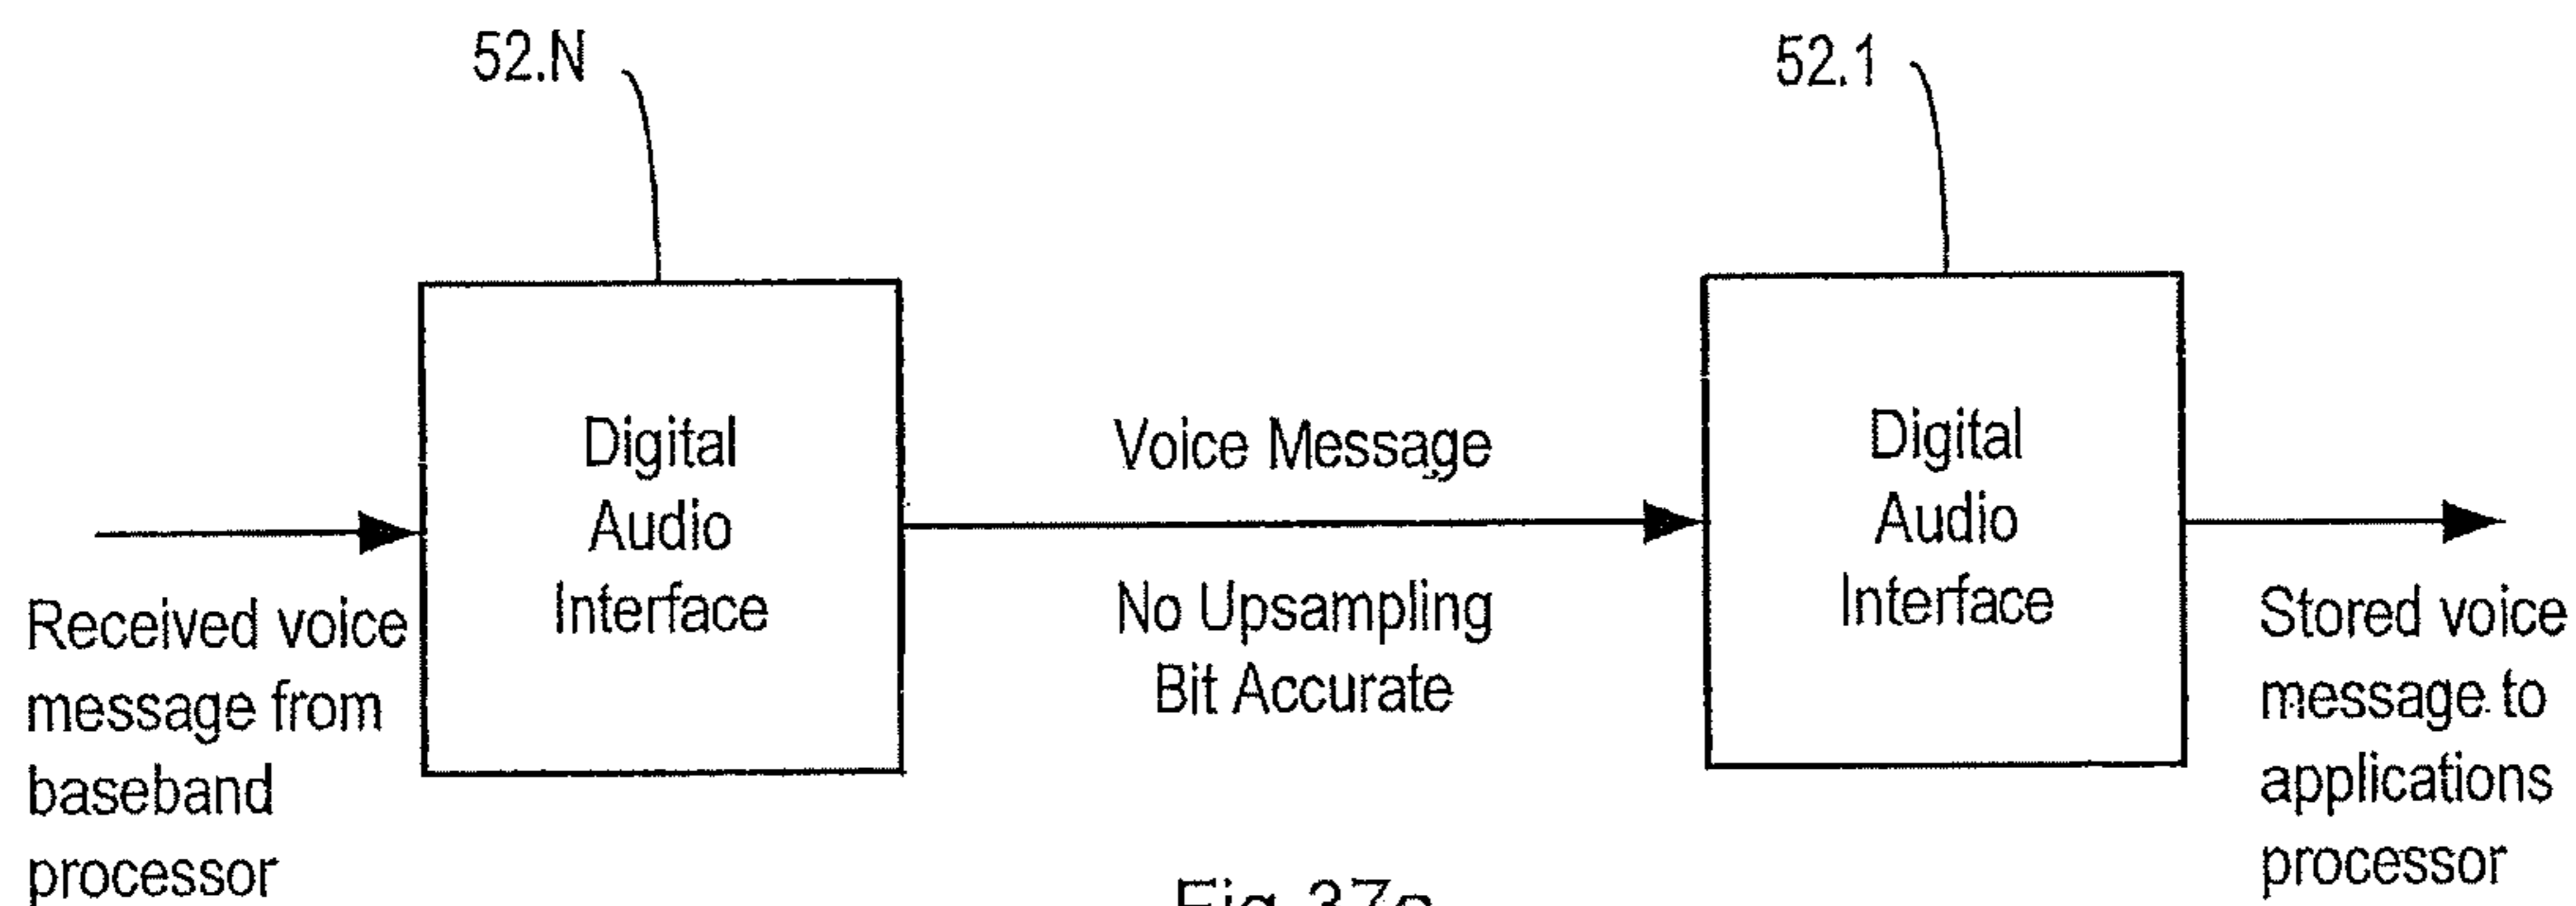 52.N
52.1
Digital
Audio
Interface
Voice Message
No Upsampling
Bit Accurate
Digital
Audio
Interface
Received voice
message from
baseband
processor
Stored voice
message to
applications
processor